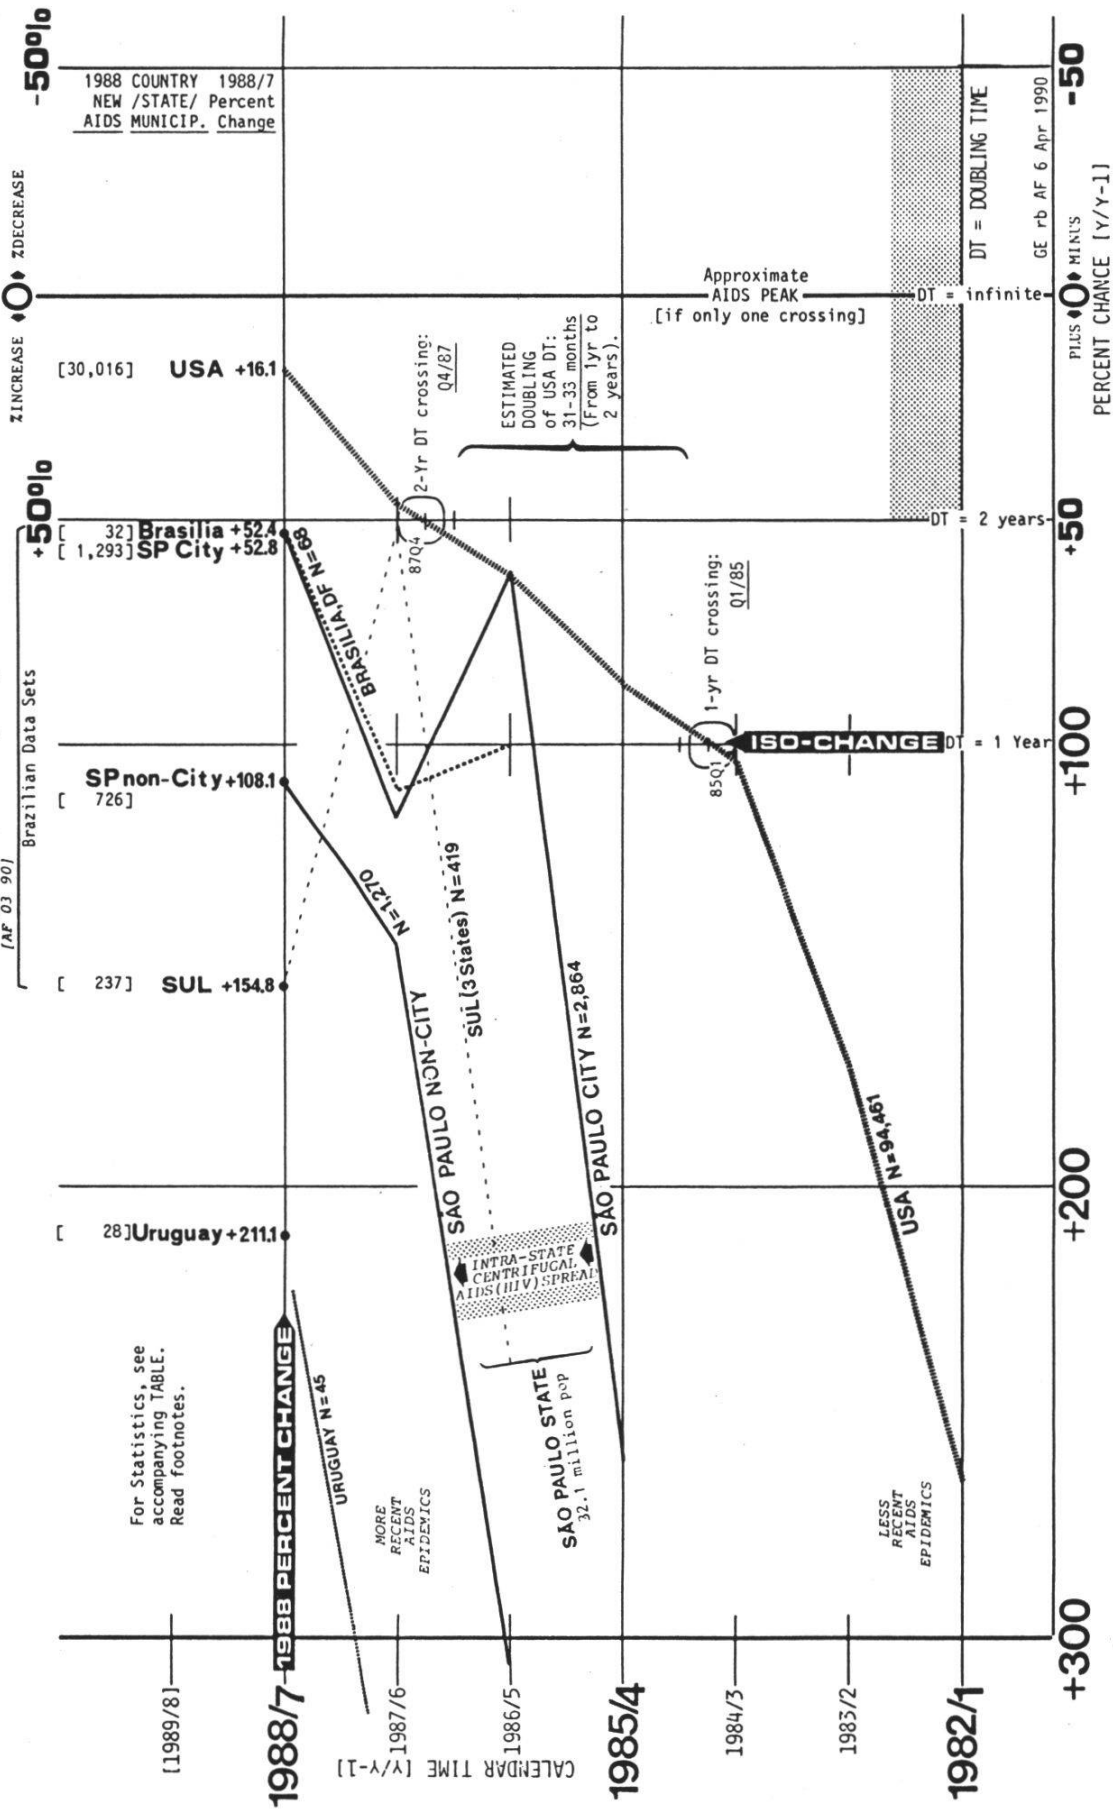 [AF 03 90]
Brazilian Data Sets
%INCREASE ◆O◆ %DECREASE
+50%
-50%
1988 COUNTRY 1988/7
NEW /STATE/ Percent
AIDS MUNICIP. Change
[30,016] USA +16.1
[ 32] Brasilia +52.4
[ 1,293] SP City +52.8
SP non-City +108.1
[ 726]
[ 237] SUL +154.8
[ 28] Uruguay +211.1
For Statistics, see
accompanying TABLE.
Read footnotes.
1988 PERCENT CHANGE
URUGUAY N=45
MORE
RECENT
AIDS
EPIDEMICS
BRASILIA, DF N=68
N=1,270
SÃO PAULO NON-CITY
SUL(3 States) N=419
SÃO PAULO CITY N=2,864
INTRA-STATE
CENTRIFUGAL
AIDS(HIV) SPREAD
SÃO PAULO STATE
32.1 million pop
2-Yr DT crossing:
Q4/87
87Q4
ESTIMATED
DOUBLING
of USA DT:
31-33 months
(From 1yr to
2 years).
Approximate
AIDS PEAK
[if only one crossing]
1-yr DT crossing:
Q1/85
85Q1
ISO-CHANGE
USA N=94,461
LESS
RECENT
AIDS
EPIDEMICS
DT = infinite
DT = 2 years
DT = 1 Year
DT = DOUBLING TIME
GE rb AF 6 Apr 1990
[1989/8]
1988/7
1987/6
1986/5
1985/4
1984/3
1983/2
1982/1
CALENDAR TIME [Y/Y-1]
+300
+200
+100
+50
PLUS ◆O◆ MINUS
-50
PERCENT CHANGE [Y/Y-1]